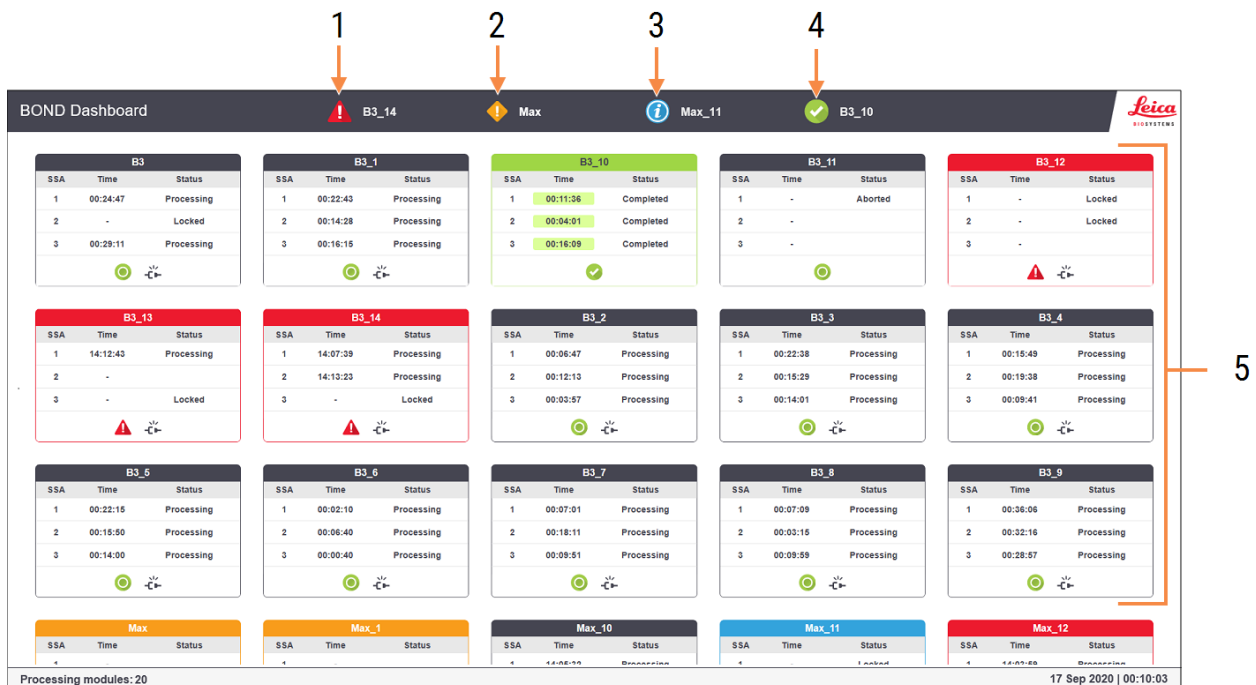 1 2 3 4
BOND Dashboard B3_14 Max Max_11 B3_10 Leica
BIOSYSTEMS
B3 B3_1 B3_10 B3_11 B3_12
SSA Time Status SSA Time Status SSA Time Status SSA Time Status SSA Time Status
1 00:24:47 Processing 1 00:22:43 Processing 1 00:11:36 Completed 1 - Aborted 1 - Locked
2 - Locked 2 00:14:28 Processing 2 00:04:01 Completed 2 - 2 - Locked
3 00:29:11 Processing 3 00:16:15 Processing 3 00:16:09 Completed 3 - 3 -
B3_13 B3_14 B3_2 B3_3 B3_4
SSA Time Status SSA Time Status SSA Time Status SSA Time Status SSA Time Status
1 14:12:43 Processing 1 14:07:39 Processing 1 00:06:47 Processing 1 00:22:38 Processing 1 00:15:49 Processing
5
2 - 2 14:13:23 Processing 2 00:12:13 Processing 2 00:15:29 Processing 2 00:19:38 Processing
3 - Locked 3 - Locked 3 00:03:57 Processing 3 00:14:01 Processing 3 00:09:41 Processing
B3_5 B3_6 B3_7 B3_8 B3_9
SSA Time Status SSA Time Status SSA Time Status SSA Time Status SSA Time Status
1 00:22:15 Processing 1 00:02:10 Processing 1 00:07:01 Processing 1 00:07:09 Processing 1 00:36:06 Processing
2 00:15:50 Processing 2 00:06:40 Processing 2 00:18:11 Processing 2 00:03:15 Processing 2 00:32:16 Processing
3 00:14:00 Processing 3 00:00:40 Processing 3 00:09:51 Processing 3 00:09:59 Processing 3 00:28:57 Processing
Max Max_1 Max_10 Max_11 Max_12
SSA Time Status SSA Time Status SSA Time Status SSA Time Status SSA Time Status
1 - 1 - 1 14:05:32 Processing 1 - Locked 1 14:02:59 Processing
Processing modules: 20 17 Sep 2020 | 00:10:03